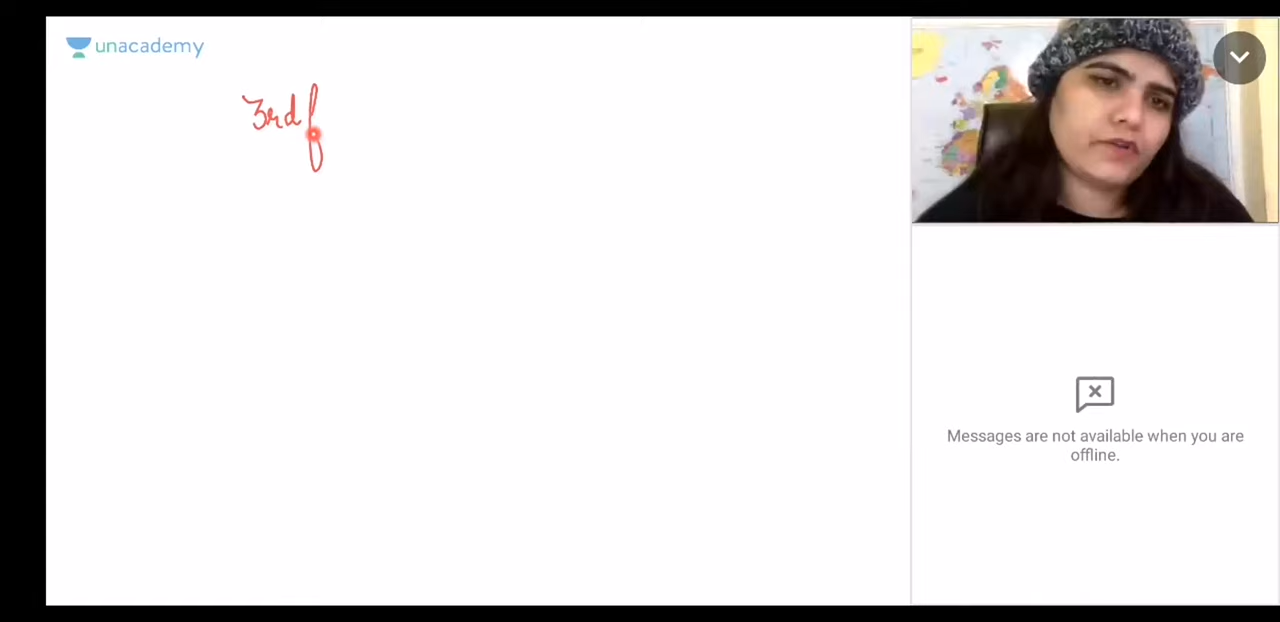 unacademy
3rd f
Messages are not available when you are
offline.